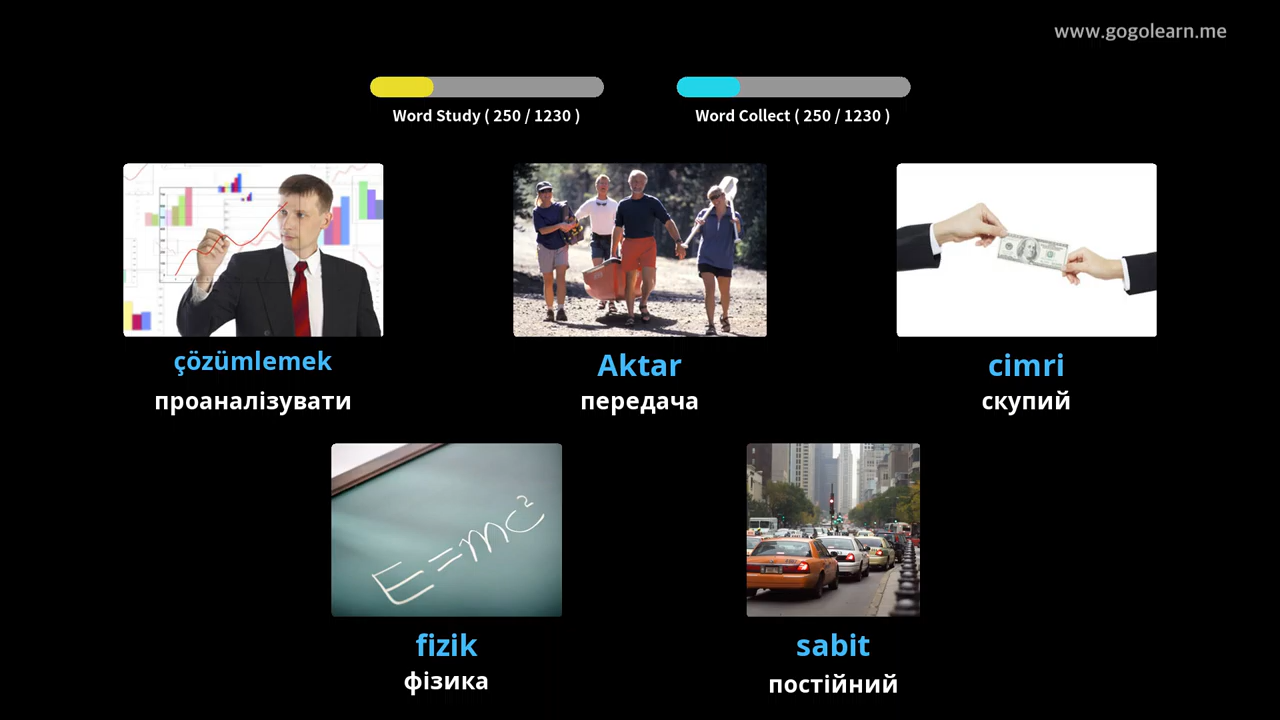 www.gogolearn.me
Word Study ( 250 / 1230 )
Word Collect ( 250 / 1230 )
çözümlemek
проаналізувати
Aktar
передача
cimri
скупий
E=mc²
fizik
фізика
sabit
постійний